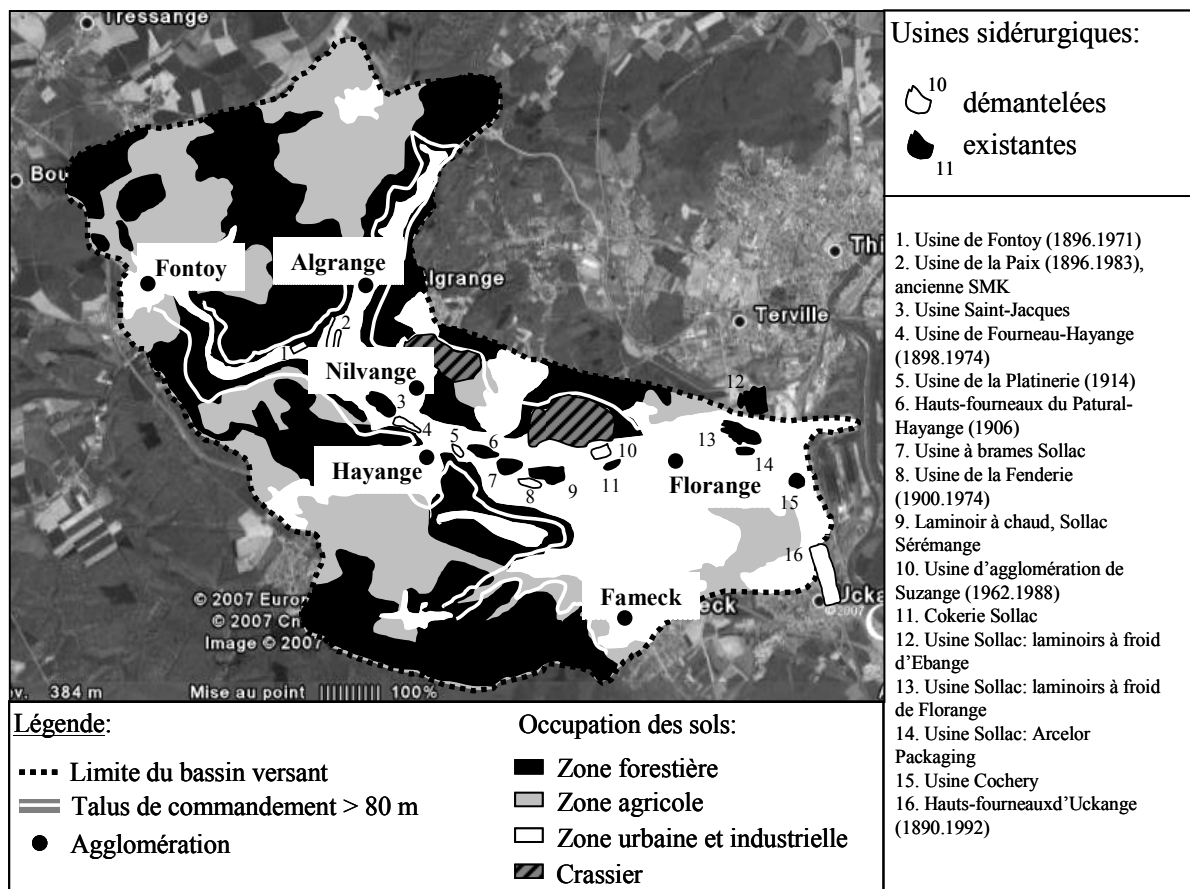 Tressange
Bou
Fontoy
Algrange
lgrange
Thi
Terville
Nilvange
Hayange
Florange
Fameck
eck
Ucka
1
2
3
4
5
6
7
8
9
10
11
12
13
14
15
16
© 2007 Europ
© 2007 Cn
Image © 2007
©2007
ev. 384 m
Mise au point |||||||||| 100%
Usines sidérurgiques:
10 démantelées
11 existantes
1. Usine de Fontoy (1896.1971)
2. Usine de la Paix (1896.1983),
ancienne SMK
3. Usine Saint-Jacques
4. Usine de Fourneau-Hayange
(1898.1974)
5. Usine de la Platinerie (1914)
6. Hauts-fourneaux du Patural-
Hayange (1906)
7. Usine à brames Sollac
8. Usine de la Fenderie
(1900.1974)
9. Laminoir à chaud, Sollac
Sérémange
10. Usine d'agglomération de
Suzange (1962.1988)
11. Cokerie Sollac
12. Usine Sollac: laminoirs à froid
d'Ebange
13. Usine Sollac: laminoirs à froid
de Florange
14. Usine Sollac: Arcelor
Packaging
15. Usine Cochery
16. Hauts-fourneauxd'Uckange
(1890.1992)
Légende:
Limite du bassin versant
Talus de commandement > 80 m
Agglomération
Occupation des sols:
Zone forestière
Zone agricole
Zone urbaine et industrielle
Crassier